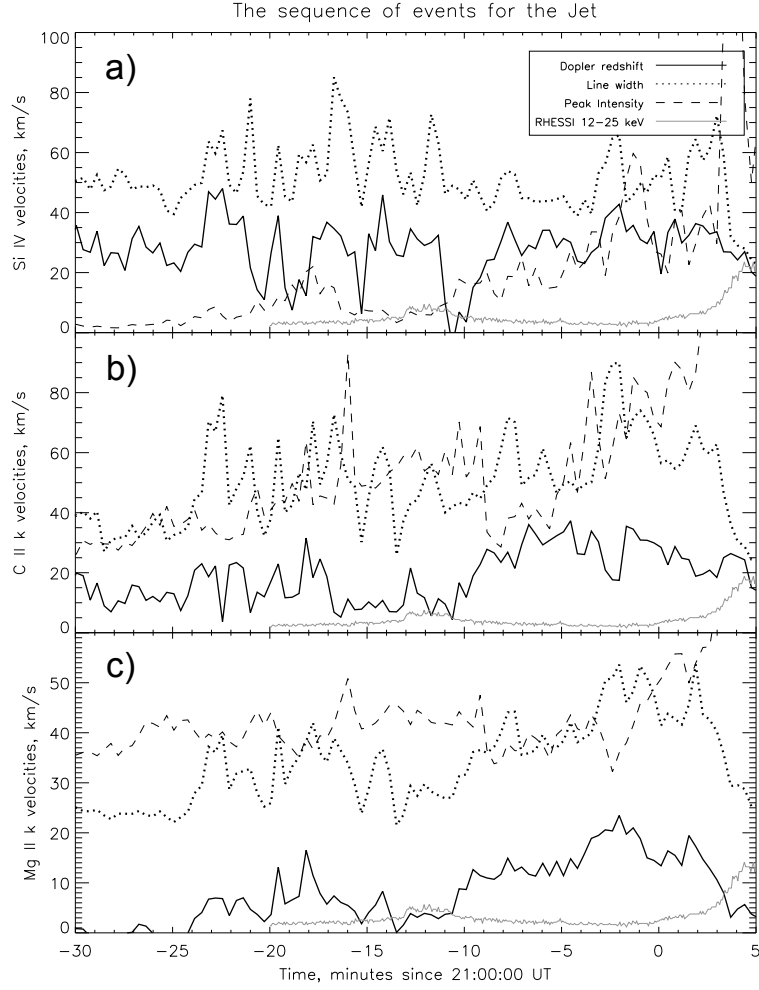 The sequence of events for the Jet
a)
Dopler redshift
Line width
Peak Intensity
RHESSI 12−25 keV
Si IV velocities, km/s
100
80
60
40
20
0
b)
C II k velocities, km/s
80
60
40
20
0
c)
Mg II k velocities, km/s
50
40
30
20
10
0
−30 −25 −20 −15 −10 −5 0 5
Time, minutes since 21:00:00 UT